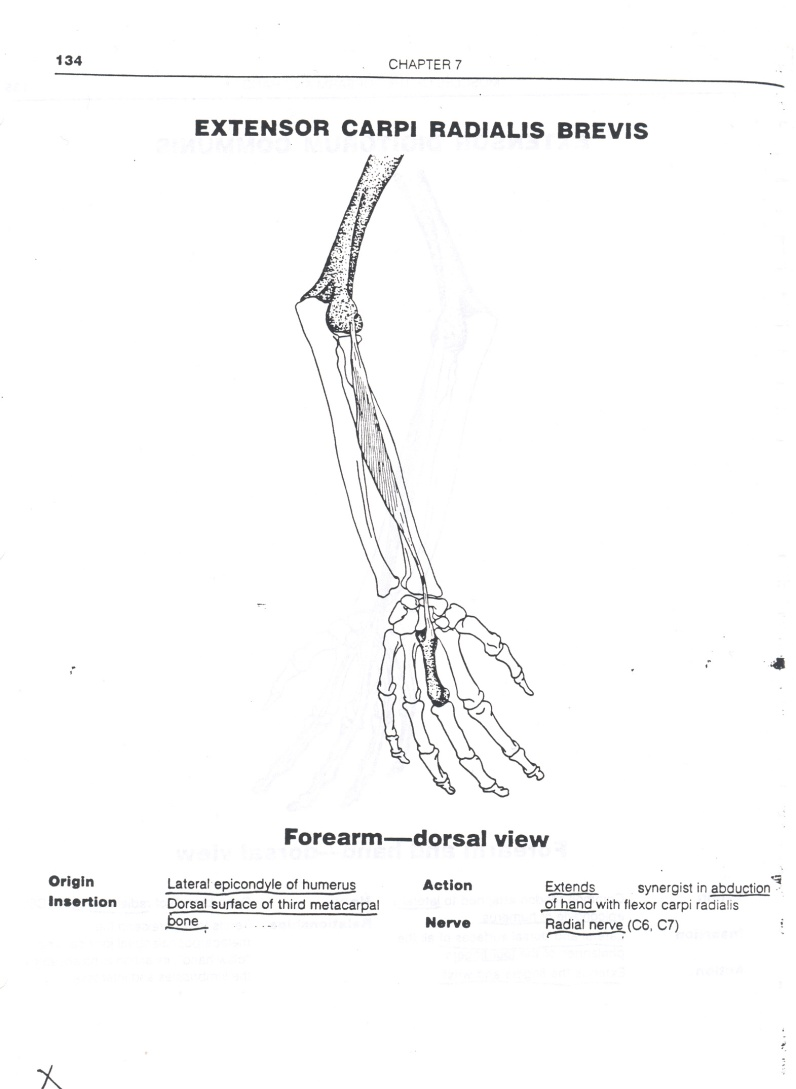 134
CHAPTER 7
EXTENSOR CARPI RADIALIS BREVIS
Forearm—dorsal view
Origin Lateral epicondyle of humerus
Insertion Dorsal surface of third metacarpal
bone
Action Extends synergist in abduction
of hand with flexor carpi radialis
Nerve Radial nerve (C6, C7)
X